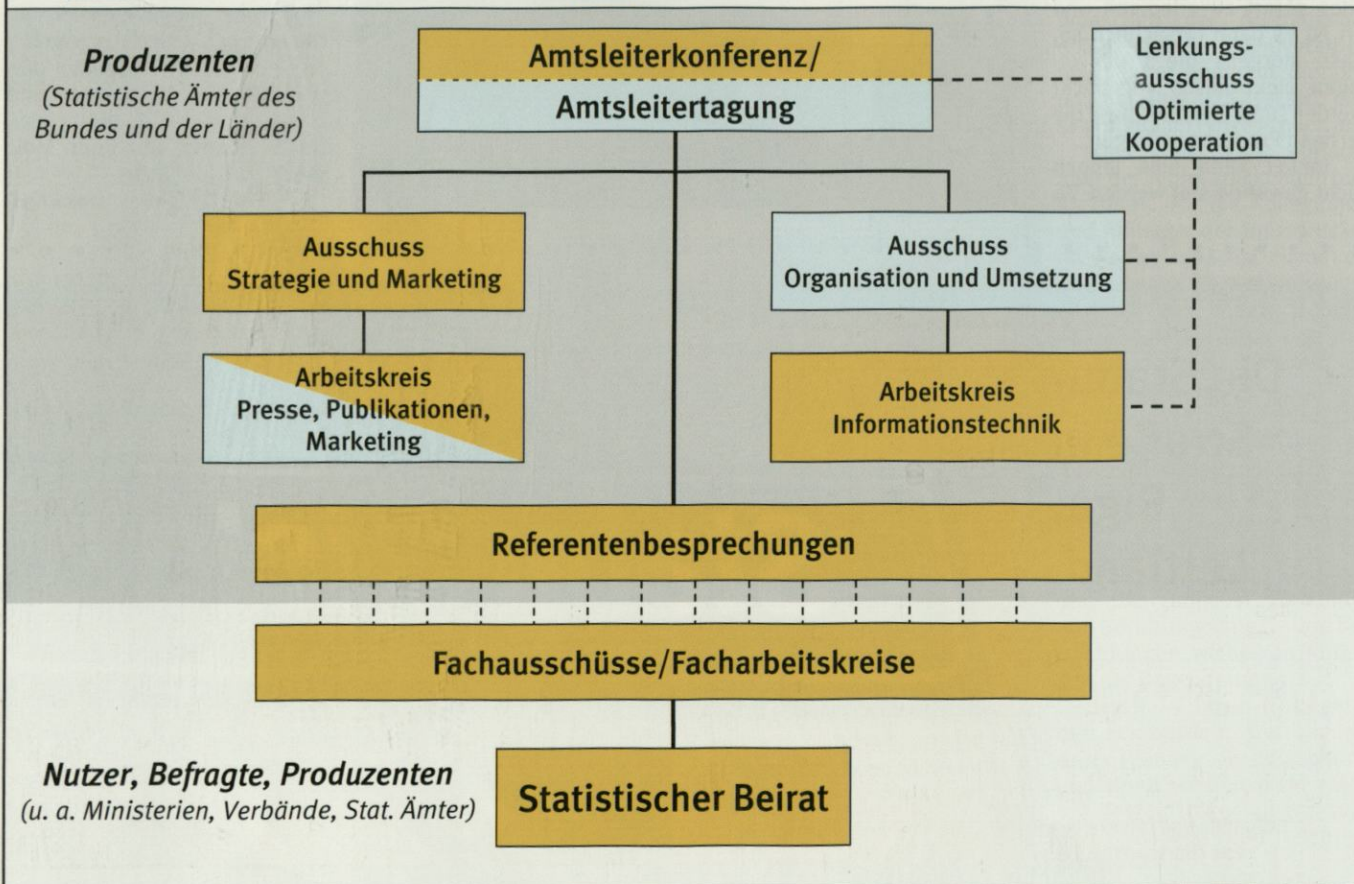 Produzenten
(Statistische Ämter des
Bundes und der Länder)
Amtsleiterkonferenz/
Amtsleitertagung
Lenkungs-
ausschuss
Optimierte
Kooperation
Ausschuss
Strategie und Marketing
Ausschuss
Organisation und Umsetzung
Arbeitskreis
Presse, Publikationen,
Marketing
Arbeitskreis
Informationstechnik
Referentenbesprechungen
Fachausschüsse/Facharbeitskreise
Nutzer, Befragte, Produzenten
(u. a. Ministerien, Verbände, Stat. Ämter)
Statistischer Beirat